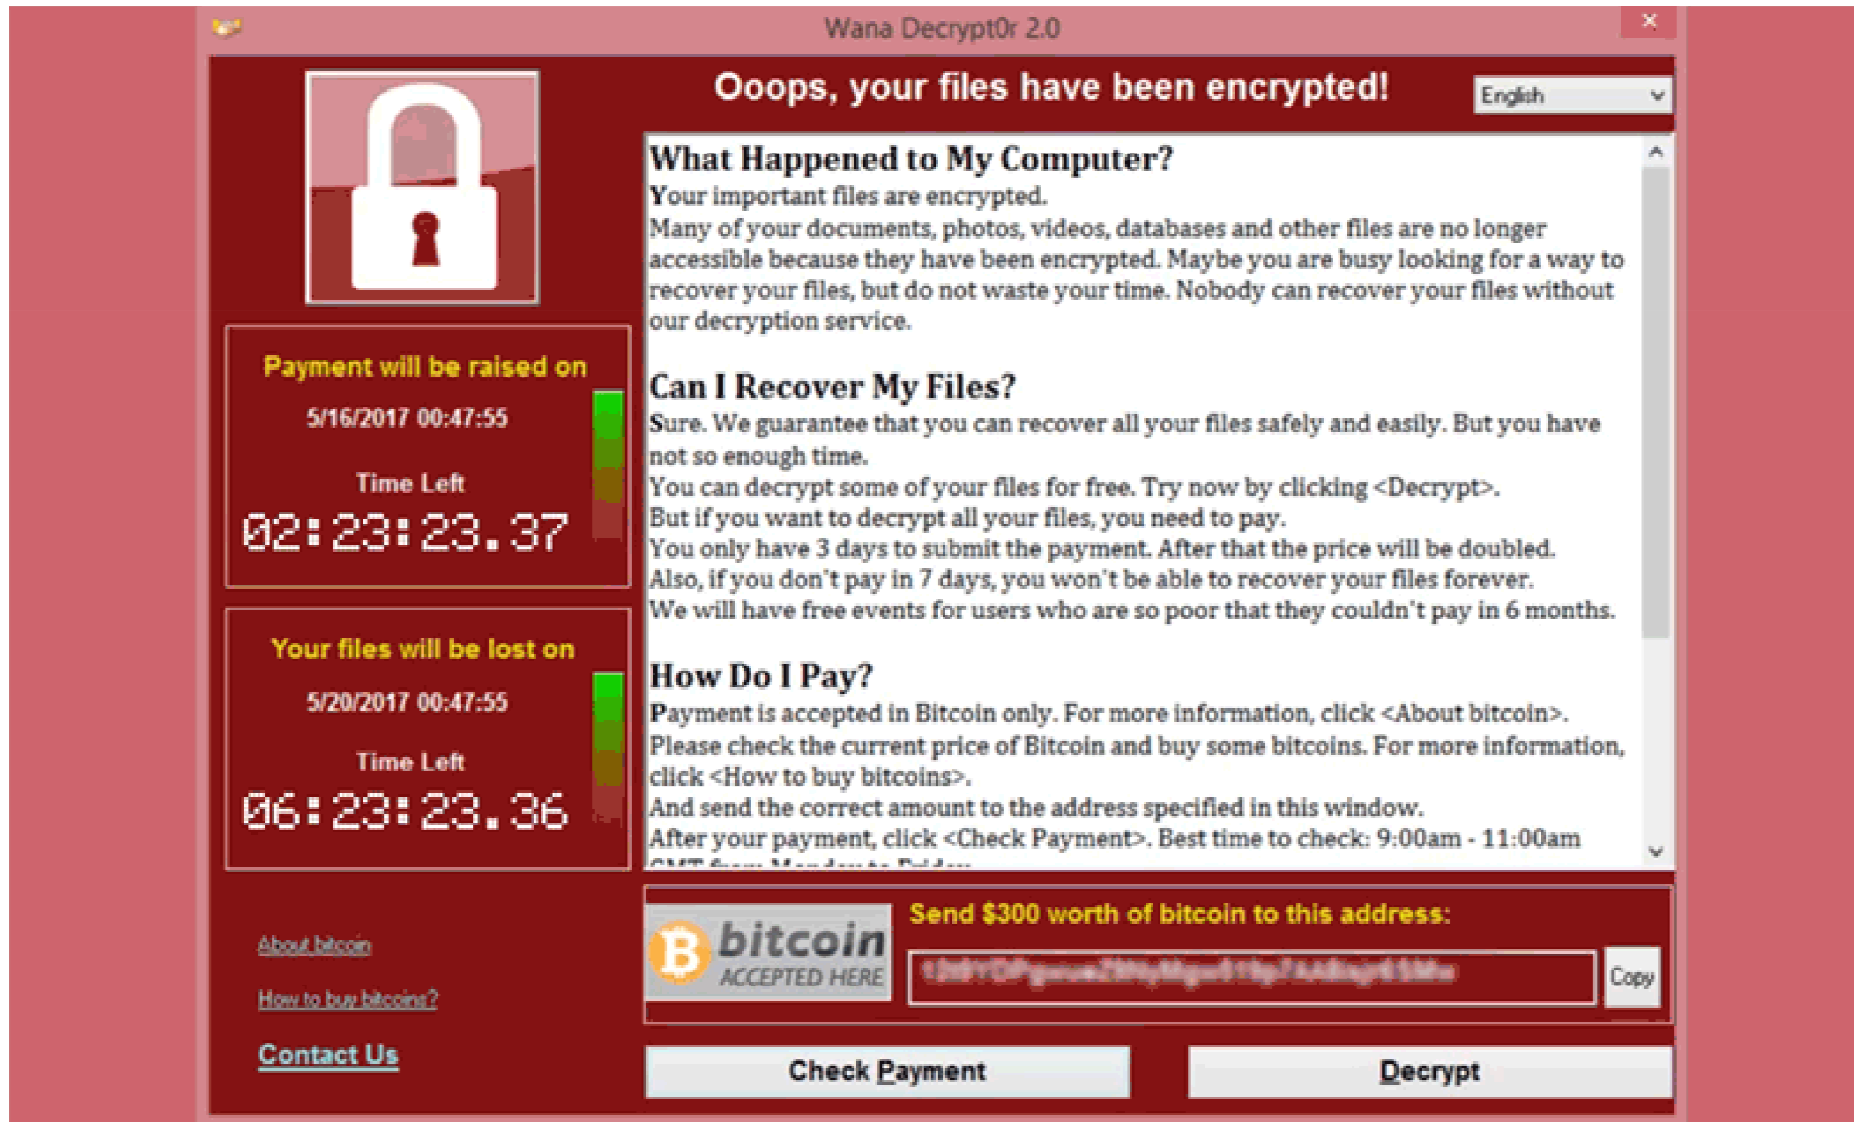 Wana Decrypt0r 2.0
Ooops, your files have been encrypted!
English
Payment will be raised on
5/16/2017 00:47:55
Time Left
02:23:23.37
Your files will be lost on
5/20/2017 00:47:55
Time Left
06:23:23.36
About bitcoin
How to buy bitcoins?
Contact Us
What Happened to My Computer?
Your important files are encrypted.
Many of your documents, photos, videos, databases and other files are no longer
accessible because they have been encrypted. Maybe you are busy looking for a way to
recover your files, but do not waste your time. Nobody can recover your files without
our decryption service.
Can I Recover My Files?
Sure. We guarantee that you can recover all your files safely and easily. But you have
not so enough time.
You can decrypt some of your files for free. Try now by clicking <Decrypt>.
But if you want to decrypt all your files, you need to pay.
You only have 3 days to submit the payment. After that the price will be doubled.
Also, if you don't pay in 7 days, you won't be able to recover your files forever.
We will have free events for users who are so poor that they couldn't pay in 6 months.
How Do I Pay?
Payment is accepted in Bitcoin only. For more information, click <About bitcoin>.
Please check the current price of Bitcoin and buy some bitcoins. For more information,
click <How to buy bitcoins>.
And send the correct amount to the address specified in this window.
After your payment, click <Check Payment>. Best time to check: 9:00am - 11:00am
GMT from Monday to Friday
bitcoin
ACCEPTED HERE
Send $300 worth of bitcoin to this address:
Copy
Check Payment
Decrypt